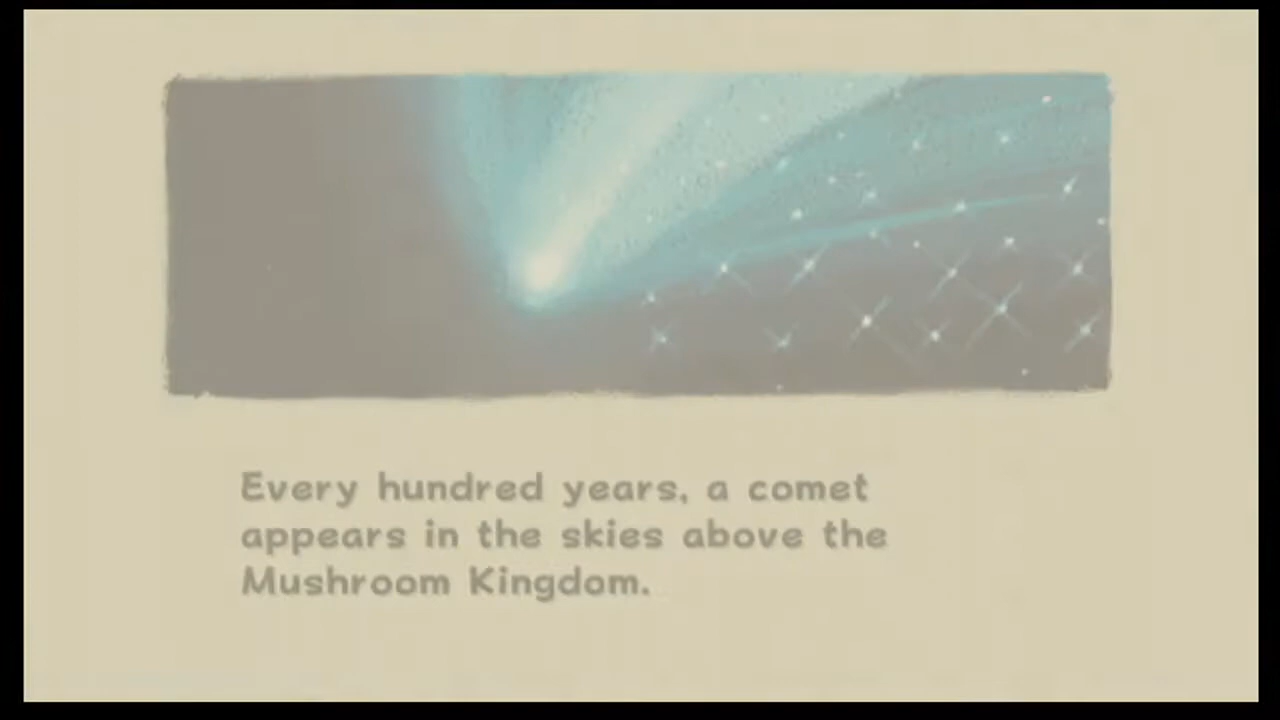 Every hundred years, a comet
appears in the skies above the
Mushroom Kingdom.